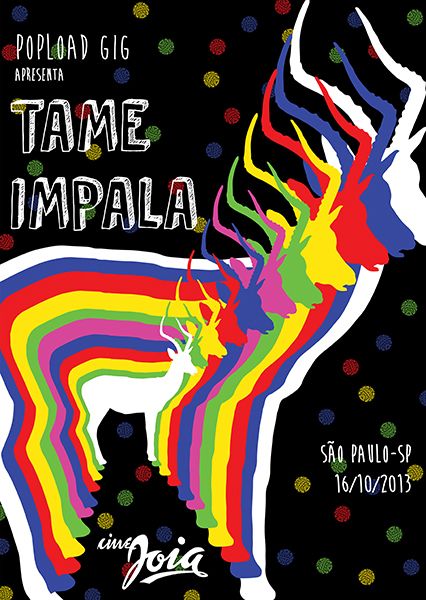 POPLOAD GIG
APRESENTA
TAME
IMPALA
SÃO PAULO-SP
16/10/2013
cine
Joia